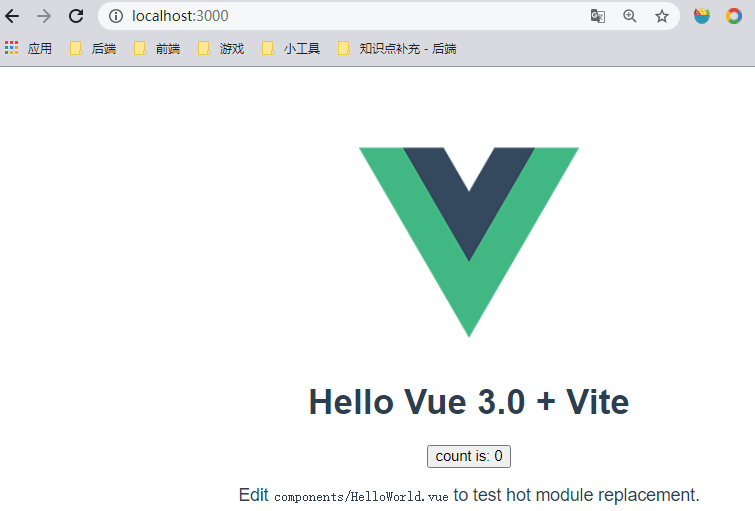 localhost:3000
应用 后端 前端 游戏 小工具 知识点补充 - 后端
Hello Vue 3.0 + Vite
count is: 0
Edit components/HelloWorld.vue to test hot module replacement.